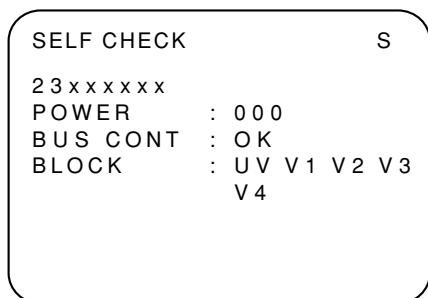 SELF CHECK S
23xxxxxx
POWER : 000
BUS CONT : OK
BLOCK : UV V1 V2 V3
V4